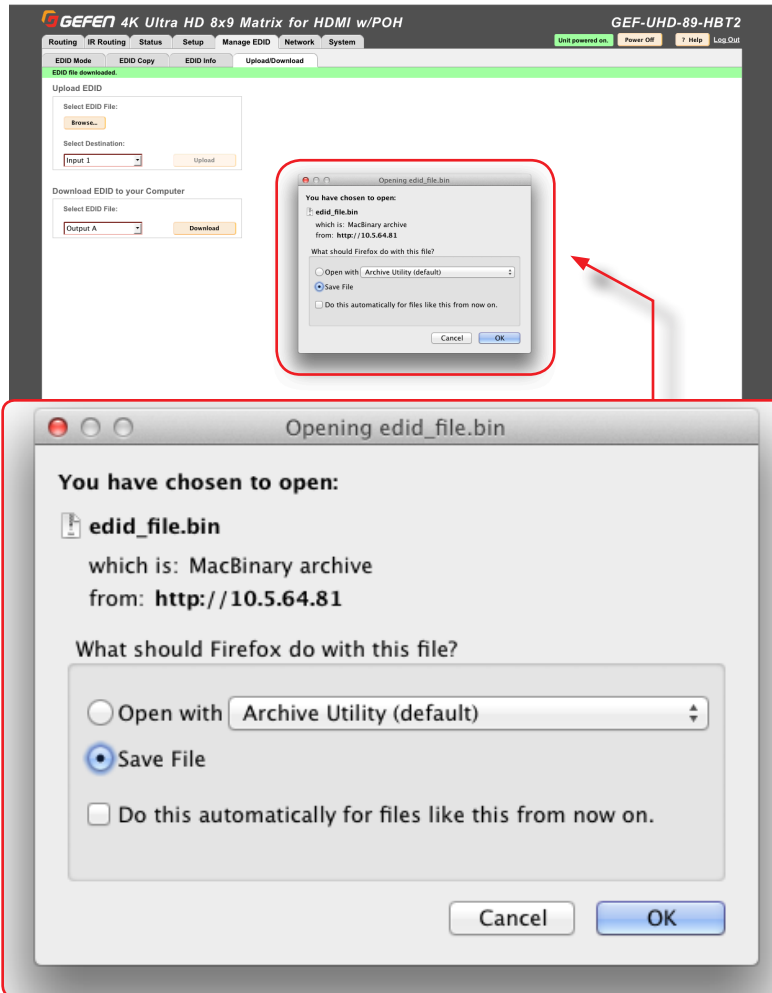 GEFEN 4K Ultra HD 8x9 Matrix for HDMI w/POH GEF-UHD-89-HBT2
Routing IR Routing Status Setup Manage EDID Network System Unit powered on. Power Off ? Help Log Out
EDID Mode EDID Copy EDID Info Upload/Download
EDID file downloaded.
Upload EDID
Select EDID File:
Browse...
Select Destination:
Input 1 Upload
Download EDID to your Computer
Select EDID File:
Output A Download
Opening edid_file.bin
You have chosen to open:
edid_file.bin
which is: MacBinary archive
from: http://10.5.64.81
What should Firefox do with this file?
Open with Archive Utility (default)
Save File
Do this automatically for files like this from now on.
Cancel OK
Opening edid_file.bin
You have chosen to open:
edid_file.bin
which is: MacBinary archive
from: http://10.5.64.81
What should Firefox do with this file?
Open with Archive Utility (default)
Save File
Do this automatically for files like this from now on.
Cancel OK